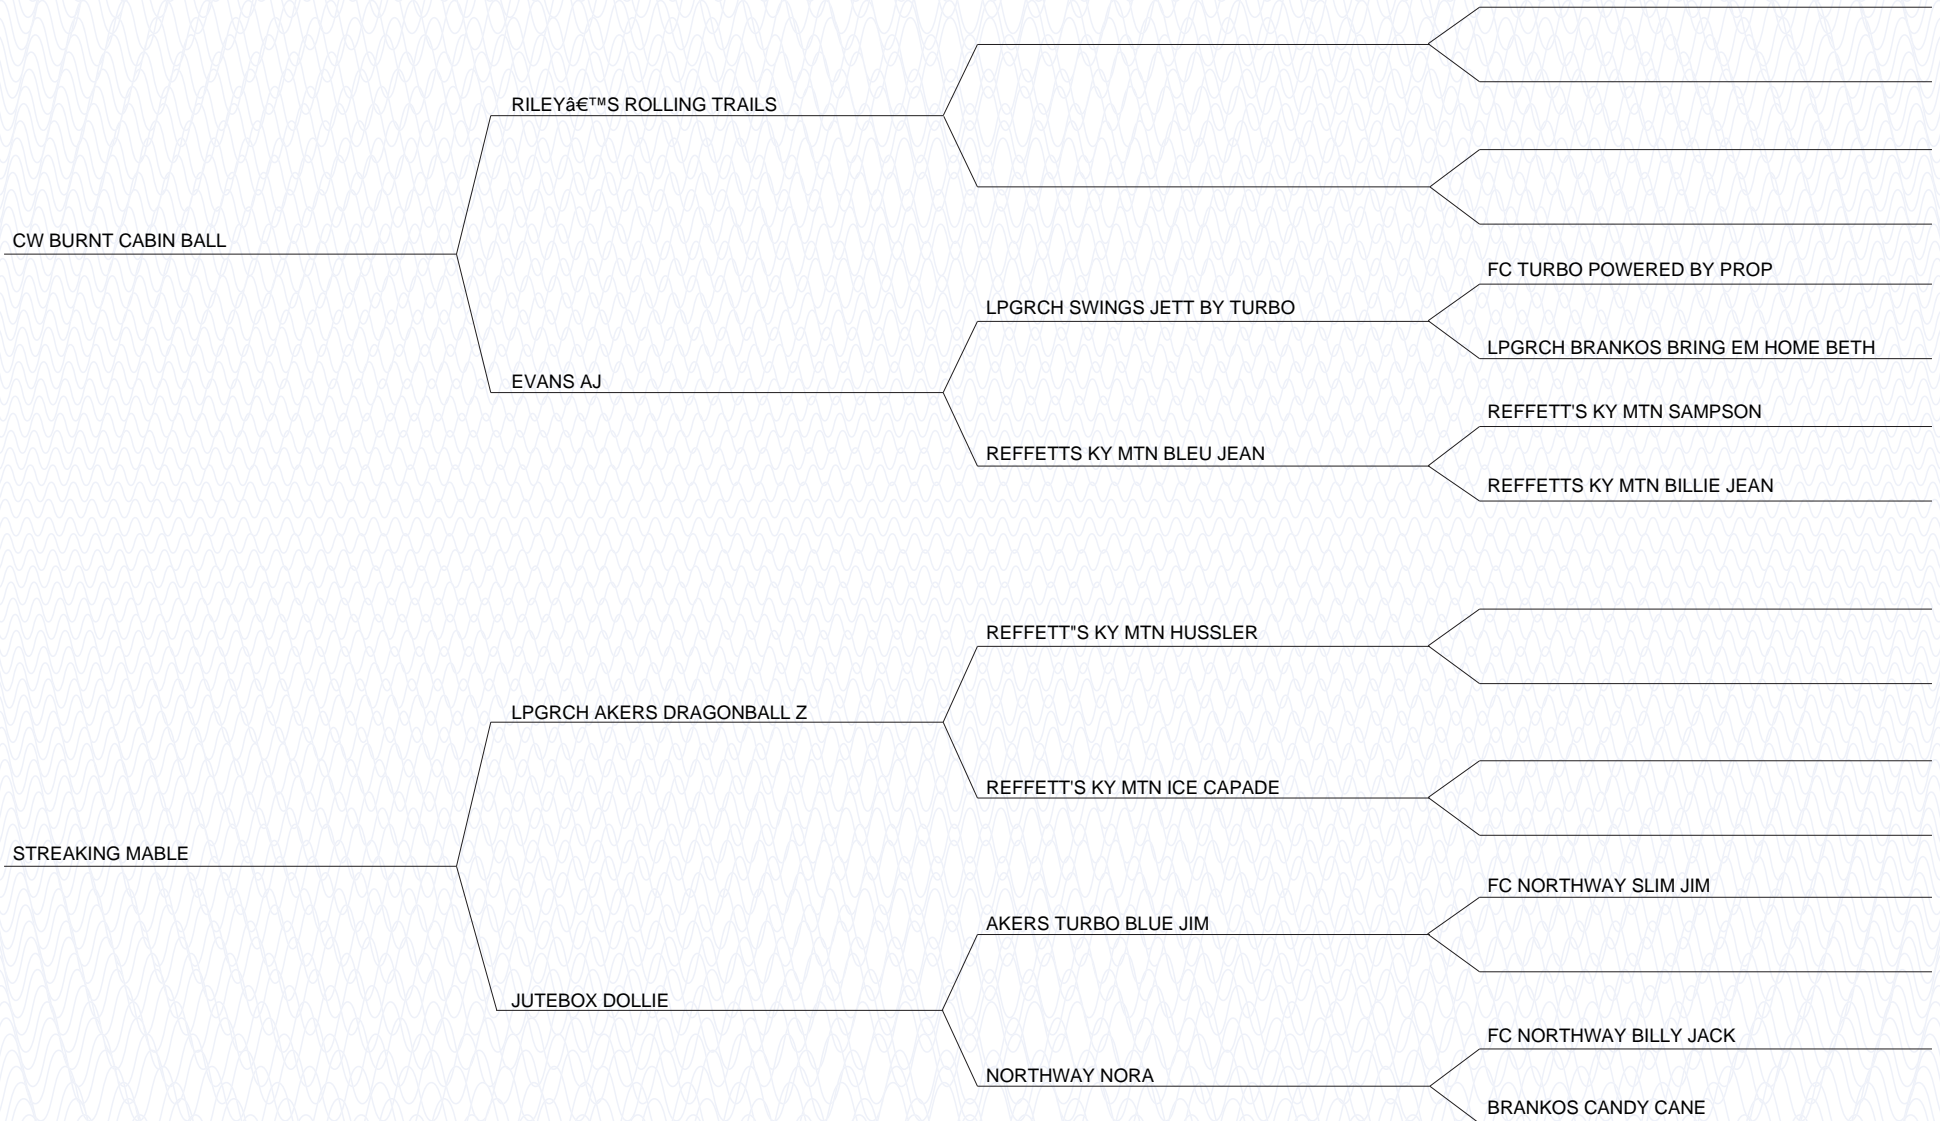 RILEYâ€™S ROLLING TRAILS
CW BURNT CABIN BALL
FC TURBO POWERED BY PROP
LPGRCH SWINGS JETT BY TURBO
LPGRCH BRANKOS BRING EM HOME BETH
EVANS AJ
REFFETT'S KY MTN SAMPSON
REFFETTS KY MTN BLEU JEAN
REFFETTS KY MTN BILLIE JEAN
REFFETT"S KY MTN HUSSLER
LPGRCH AKERS DRAGONBALL Z
REFFETT'S KY MTN ICE CAPADE
STREAKING MABLE
FC NORTHWAY SLIM JIM
AKERS TURBO BLUE JIM
JUTEBOX DOLLIE
FC NORTHWAY BILLY JACK
NORTHWAY NORA
BRANKOS CANDY CANE